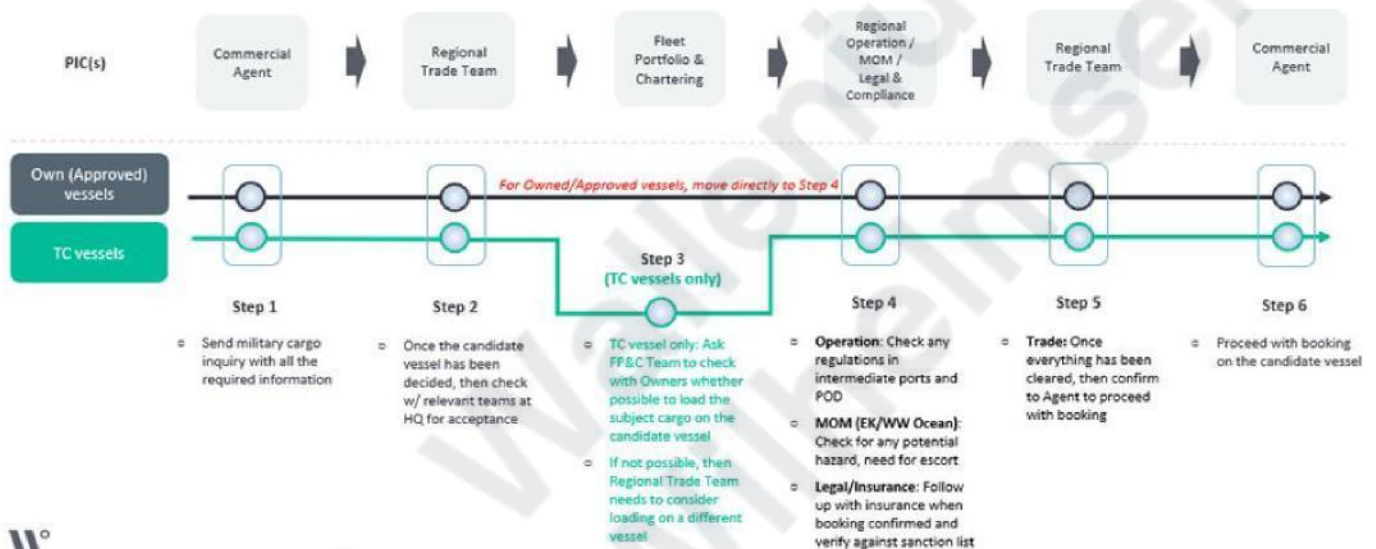 PIC(s)
Commercial
Agent
Regional
Trade Team
Fleet
Portfolio &
Chartering
Regional
Operation /
MOM /
Legal &
Compliance
Regional
Trade Team
Commercial
Agent
Own (Approved)
vessels
For Owned/Approved vessels, move directly to Step 4
TC vessels
Step 1
Send military cargo
inquiry with all the
required information
Step 2
Once the candidate
vessel has been
decided, then check
w/ relevant teams at
HQ for acceptance
Step 3
(TC vessels only)
TC vessel only: Ask
FP&C Team to check
with Owners whether
possible to load the
subject cargo on the
candidate vessel
If not possible, then
Regional Trade Team
needs to consider
loading on a different
vessel
Step 4
Operation: Check any
regulations in
intermediate ports and
POD
MOM (EK/WW Ocean):
Check for any potential
hazard, need for escort
Legal/Insurance: Follow
up with insurance when
booking confirmed and
verify against sanction list
Step 5
Trade: Once
everything has been
cleared, then confirm
to Agent to proceed
with booking
Step 6
Proceed with booking
on the candidate vessel